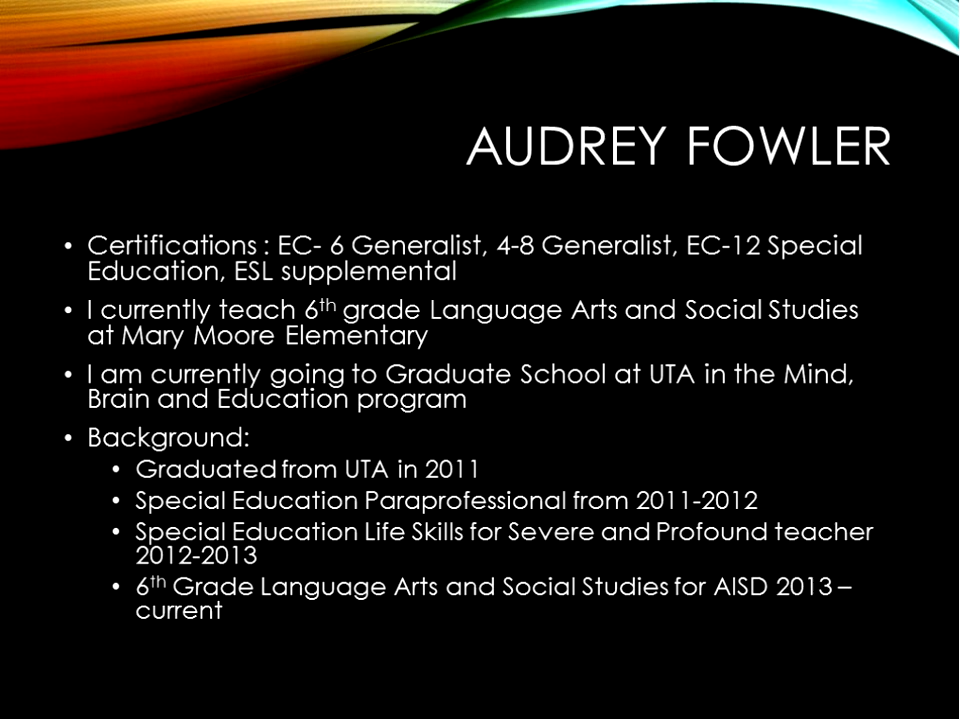 AUDREY FOWLER
• Certifications : EC- 6 Generalist, 4-8 Generalist, EC-12 Special
Education, ESL supplemental
• I currently teach 6th grade Language Arts and Social Studies
at Mary Moore Elementary
• I am currently going to Graduate School at UTA in the Mind,
Brain and Education program
• Background:
• Graduated from UTA in 2011
• Special Education Paraprofessional from 2011-2012
• Special Education Life Skills for Severe and Profound teacher
2012-2013
• 6th Grade Language Arts and Social Studies for AISD 2013 –
current